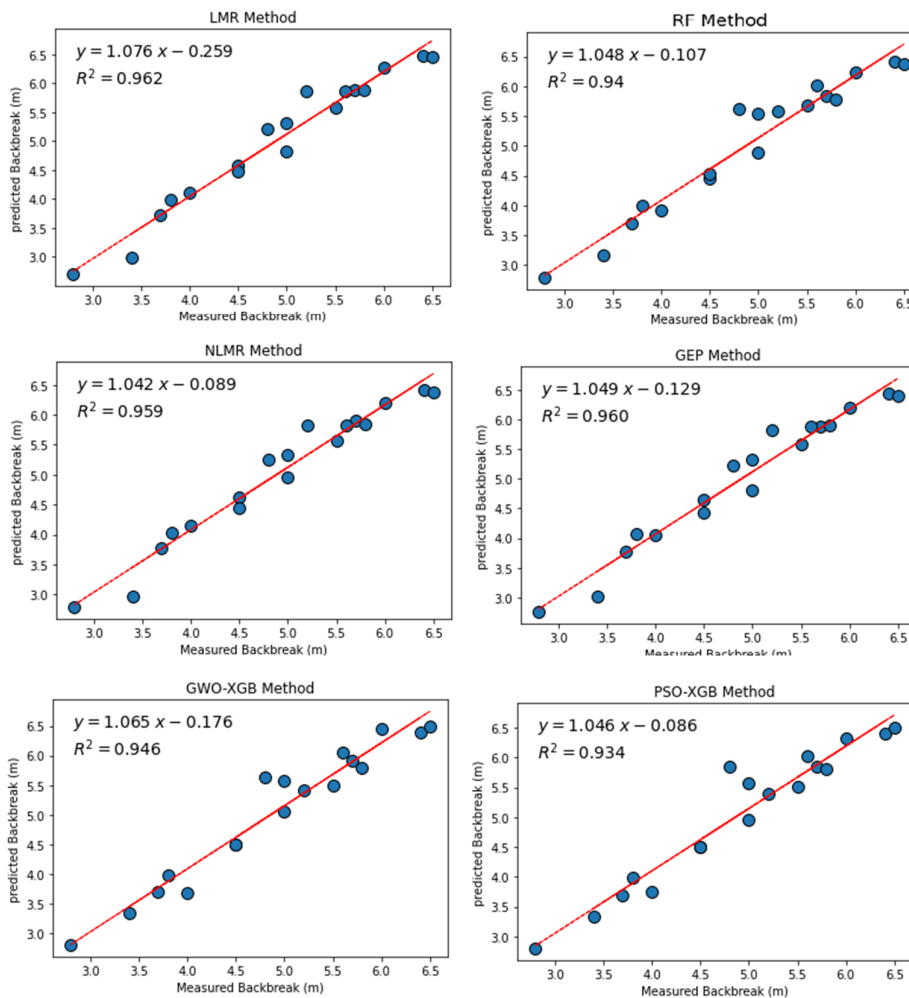 LMR Method
y = 1.076 x − 0.259
R² = 0.962
predicted Backbreak (m)
6.5
6.0
5.5
5.0
4.5
4.0
3.5
3.0
3.0 3.5 4.0 4.5 5.0 5.5 6.0 6.5
Measured Backbreak (m)
RF Method
y = 1.048 x − 0.107
R² = 0.94
predicted Backbreak (m)
6.5
6.0
5.5
5.0
4.5
4.0
3.5
3.0
3.0 3.5 4.0 4.5 5.0 5.5 6.0 6.5
Measured Backbreak (m)
NLMR Method
y = 1.042 x − 0.089
R² = 0.959
predicted Backbreak (m)
6.5
6.0
5.5
5.0
4.5
4.0
3.5
3.0
3.0 3.5 4.0 4.5 5.0 5.5 6.0 6.5
Measured Backbreak (m)
GEP Method
y = 1.049 x − 0.129
R² = 0.960
predicted Backbreak (m)
6.5
6.0
5.5
5.0
4.5
4.0
3.5
3.0
3.0 3.5 4.0 4.5 5.0 5.5 6.0 6.5
Measured Backbreak (m)
GWO-XGB Method
y = 1.065 x − 0.176
R² = 0.946
predicted Backbreak (m)
6.5
6.0
5.5
5.0
4.5
4.0
3.5
3.0
3.0 3.5 4.0 4.5 5.0 5.5 6.0 6.5
Measured Backbreak (m)
PSO-XGB Method
y = 1.046 x − 0.086
R² = 0.934
predicted Backbreak (m)
6.5
6.0
5.5
5.0
4.5
4.0
3.5
3.0
3.0 3.5 4.0 4.5 5.0 5.5 6.0 6.5
Measured Backbreak (m)